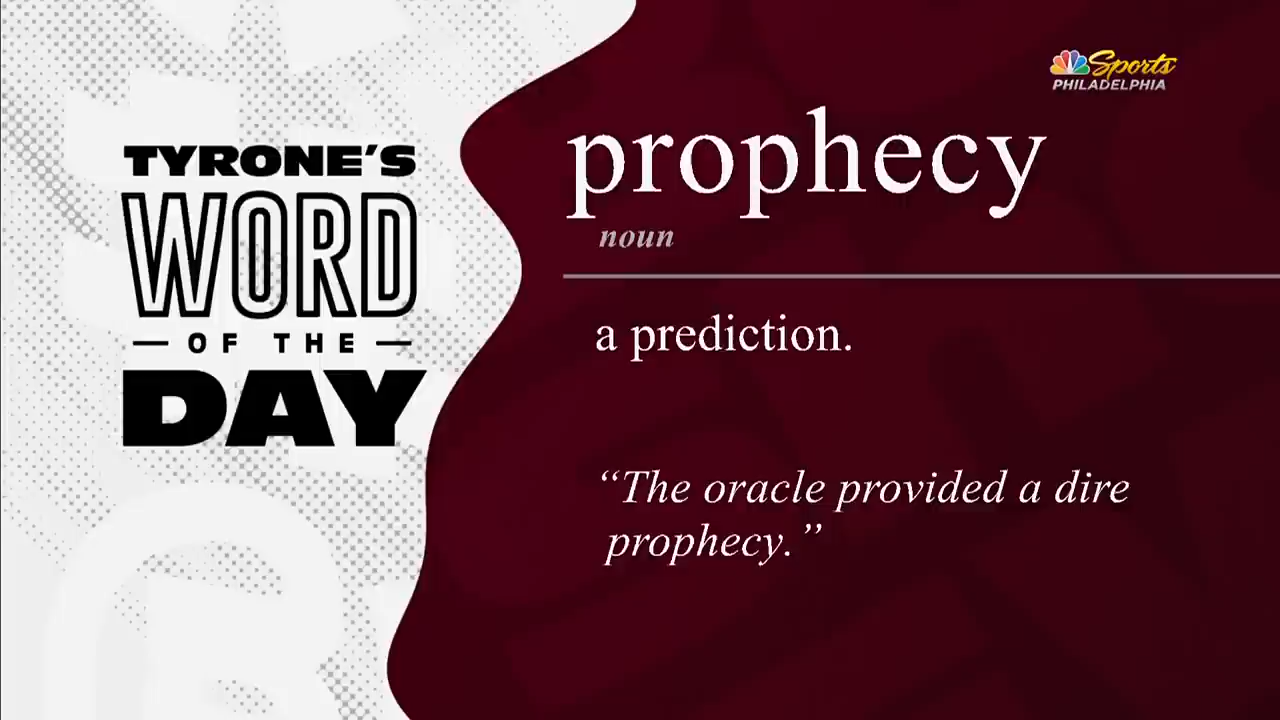 TYRONE'S
WORD
OF THE
DAY
Sports
PHILADELPHIA
prophecy
noun
a prediction.
“The oracle provided a dire
prophecy.”